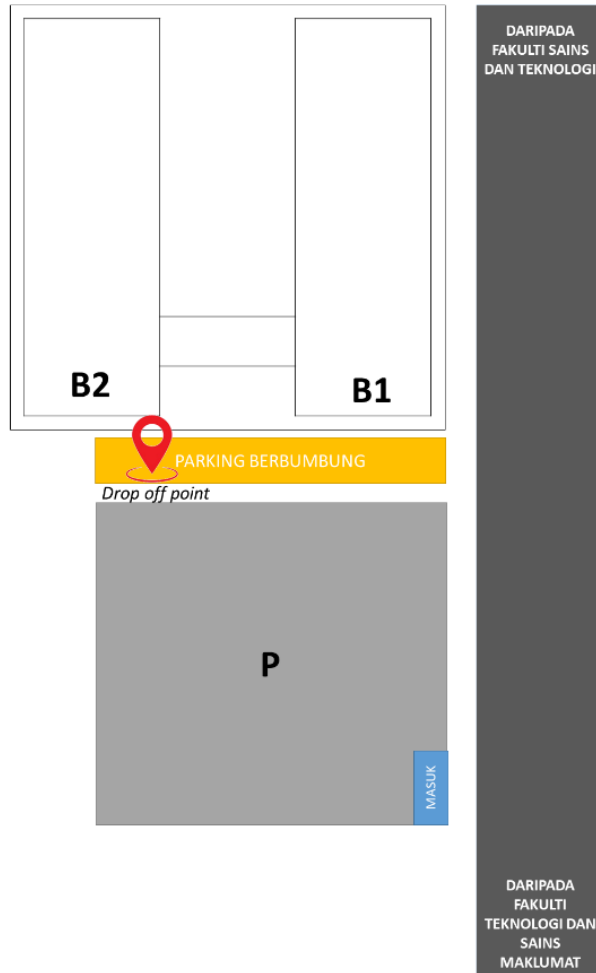 DARIPADA
FAKULTI SAINS
DAN TEKNOLOGI
B2
B1
PARKING BERBUMBUNG
Drop off point
P
MASUK
DARIPADA
FAKULTI
TEKNOLOGI DAN
SAINS
MAKLUMAT